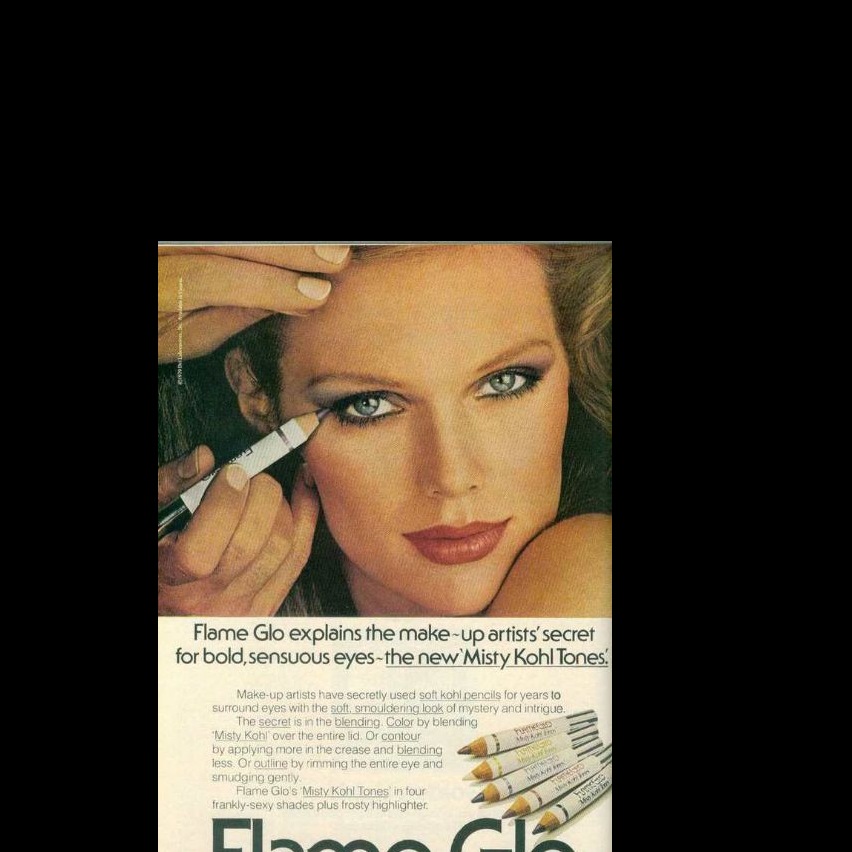 Flame Glo explains the make-up artists' secret
for bold, sensuous eyes-the new 'Misty Kohl Tones.'
Make-up artists have secretly used soft kohl pencils for years to
surround eyes with the soft, smouldering look of mystery and intrigue.
The secret is in the blending. Color by blending
'Misty Kohl' over the entire lid. Or contour
by applying more in the crease and blending
less. Or outline by rimming the entire eye and
smudging gently.
Flame Glo's 'Misty Kohl Tones' in four
frankly-sexy shades plus frosty highlighter.
Flame Glo